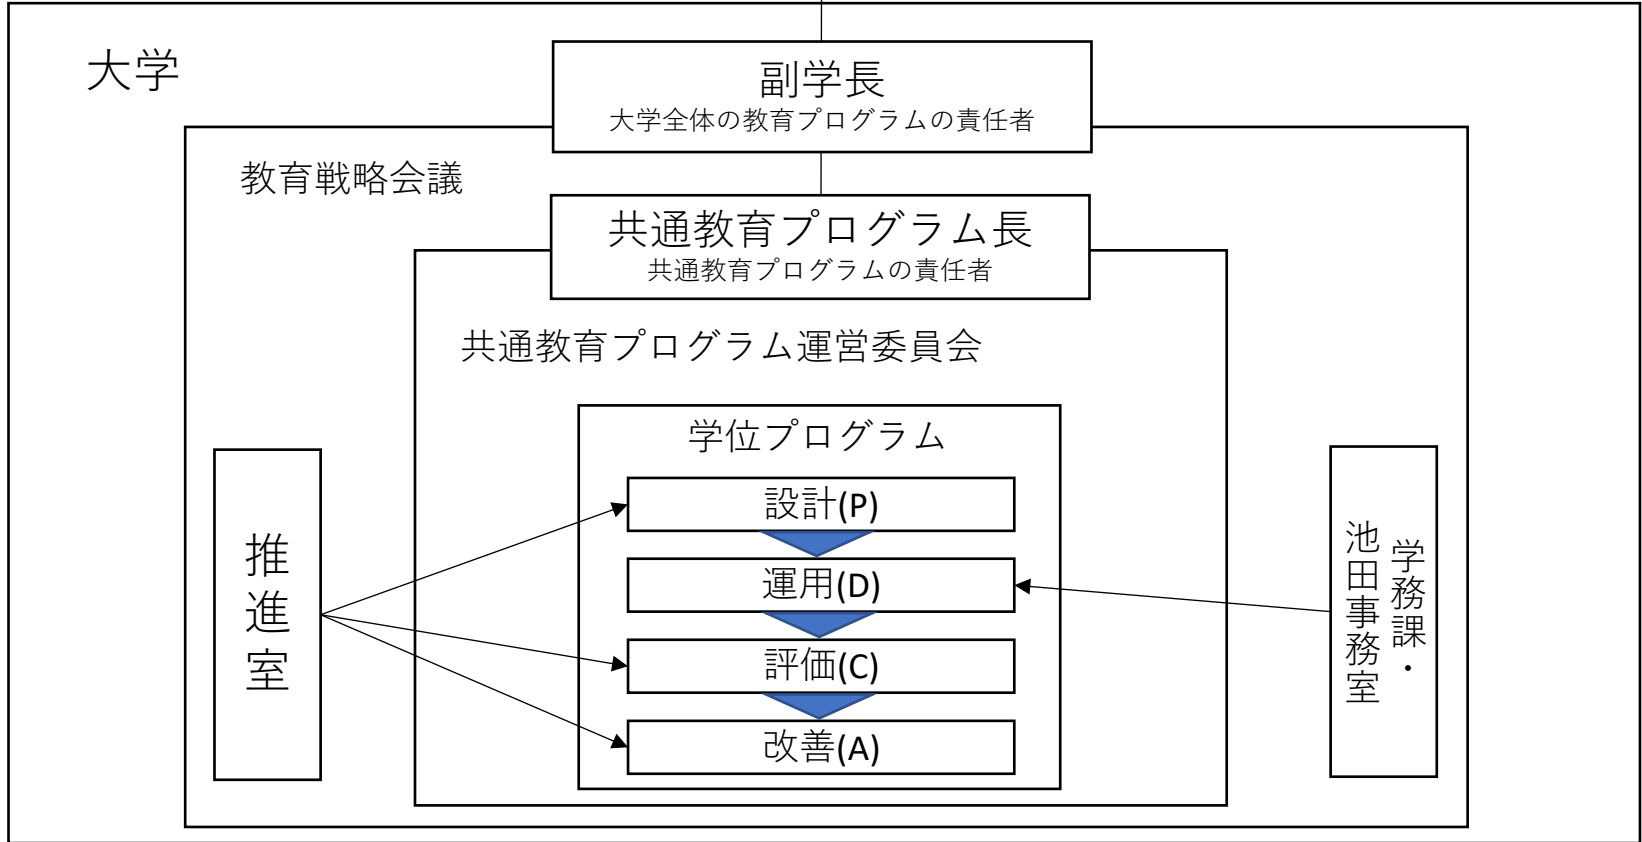 大学
副学長
大学全体の教育プログラムの責任者
教育戦略会議
共通教育プログラム長
共通教育プログラムの責任者
共通教育プログラム運営委員会
学位プログラム
設計(P)
運用(D)
評価(C)
改善(A)
推進室
学務課・
池田事務室